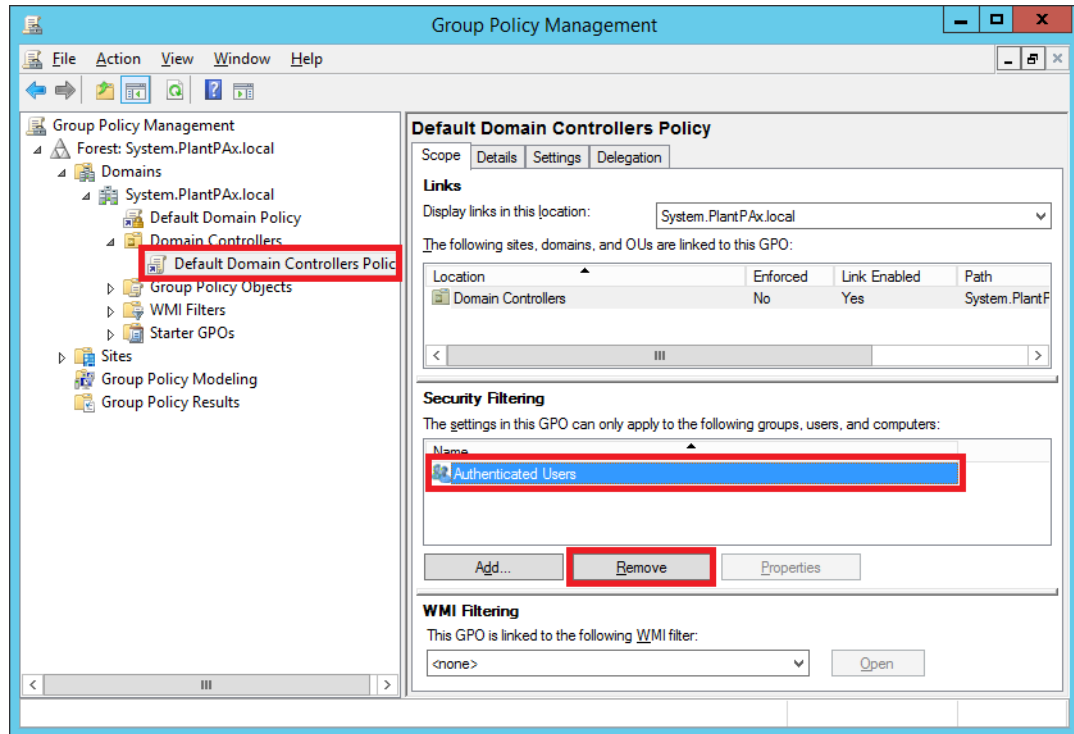 Group Policy Management
File Action View Window Help
Group Policy Management
Forest: System.PlantPAx.local
Domains
System.PlantPAx.local
Default Domain Policy
Domain Controllers
Default Domain Controllers Polic
Group Policy Objects
WMI Filters
Starter GPOs
Sites
Group Policy Modeling
Group Policy Results
Default Domain Controllers Policy
Scope Details Settings Delegation
Links
Display links in this location: System.PlantPAx.local
The following sites, domains, and OUs are linked to this GPO:
Location Enforced Link Enabled Path
Domain Controllers No Yes System.PlantP
Security Filtering
The settings in this GPO can only apply to the following groups, users, and computers:
Name
Authenticated Users
Add... Remove Properties
WMI Filtering
This GPO is linked to the following WMI filter:
<none> Open